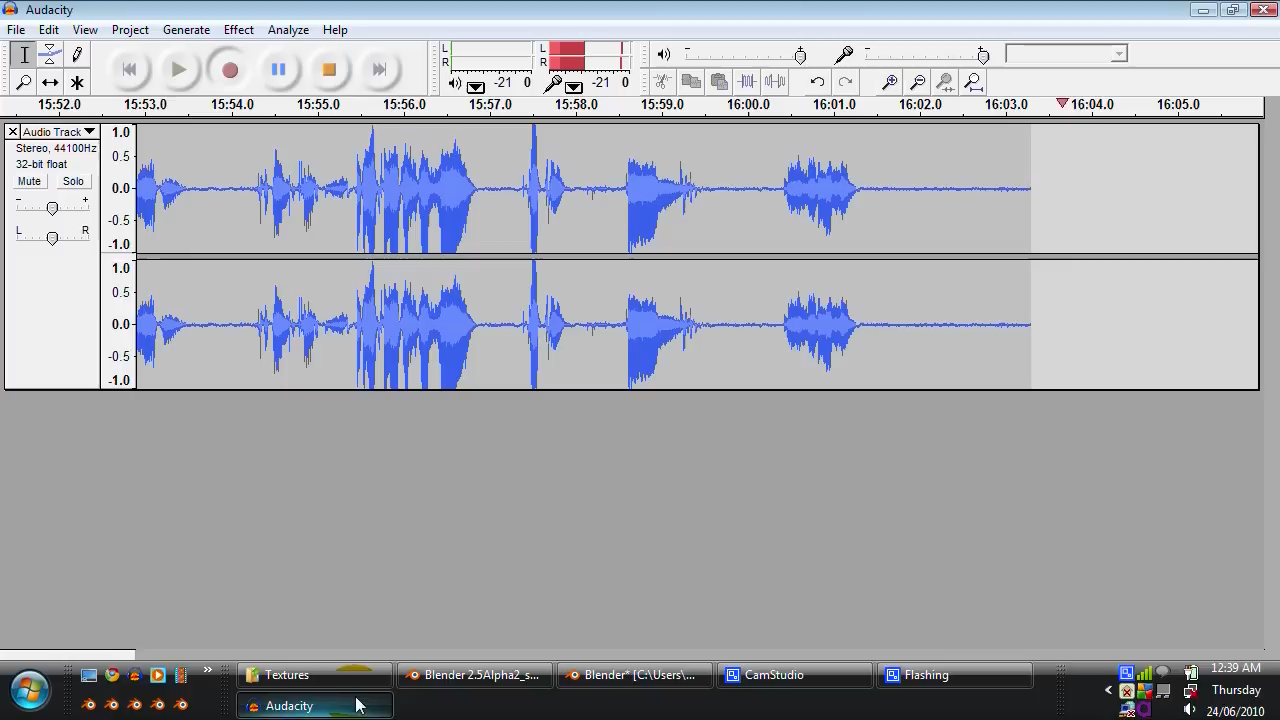 Audacity
File Edit View Project Generate Effect Analyze Help
L
R
-21 0
L
R
-21 0
15:52.0 15:53.0 15:54.0 15:55.0 15:56.0 15:57.0 15:58.0 15:59.0 16:00.0 16:01.0 16:02.0 16:03.0 16:04.0 16:05.0
Audio Track
Stereo, 44100Hz
32-bit float
Mute Solo
- +
L R
1.0
0.5
0.0
-0.5
-1.0
1.0
0.5
0.0
-0.5
-1.0
Textures
Blender 2.5Alpha2_s...
Blender* [C:\Users\...
CamStudio
Flashing
Audacity
12:39 AM
Thursday
24/06/2010